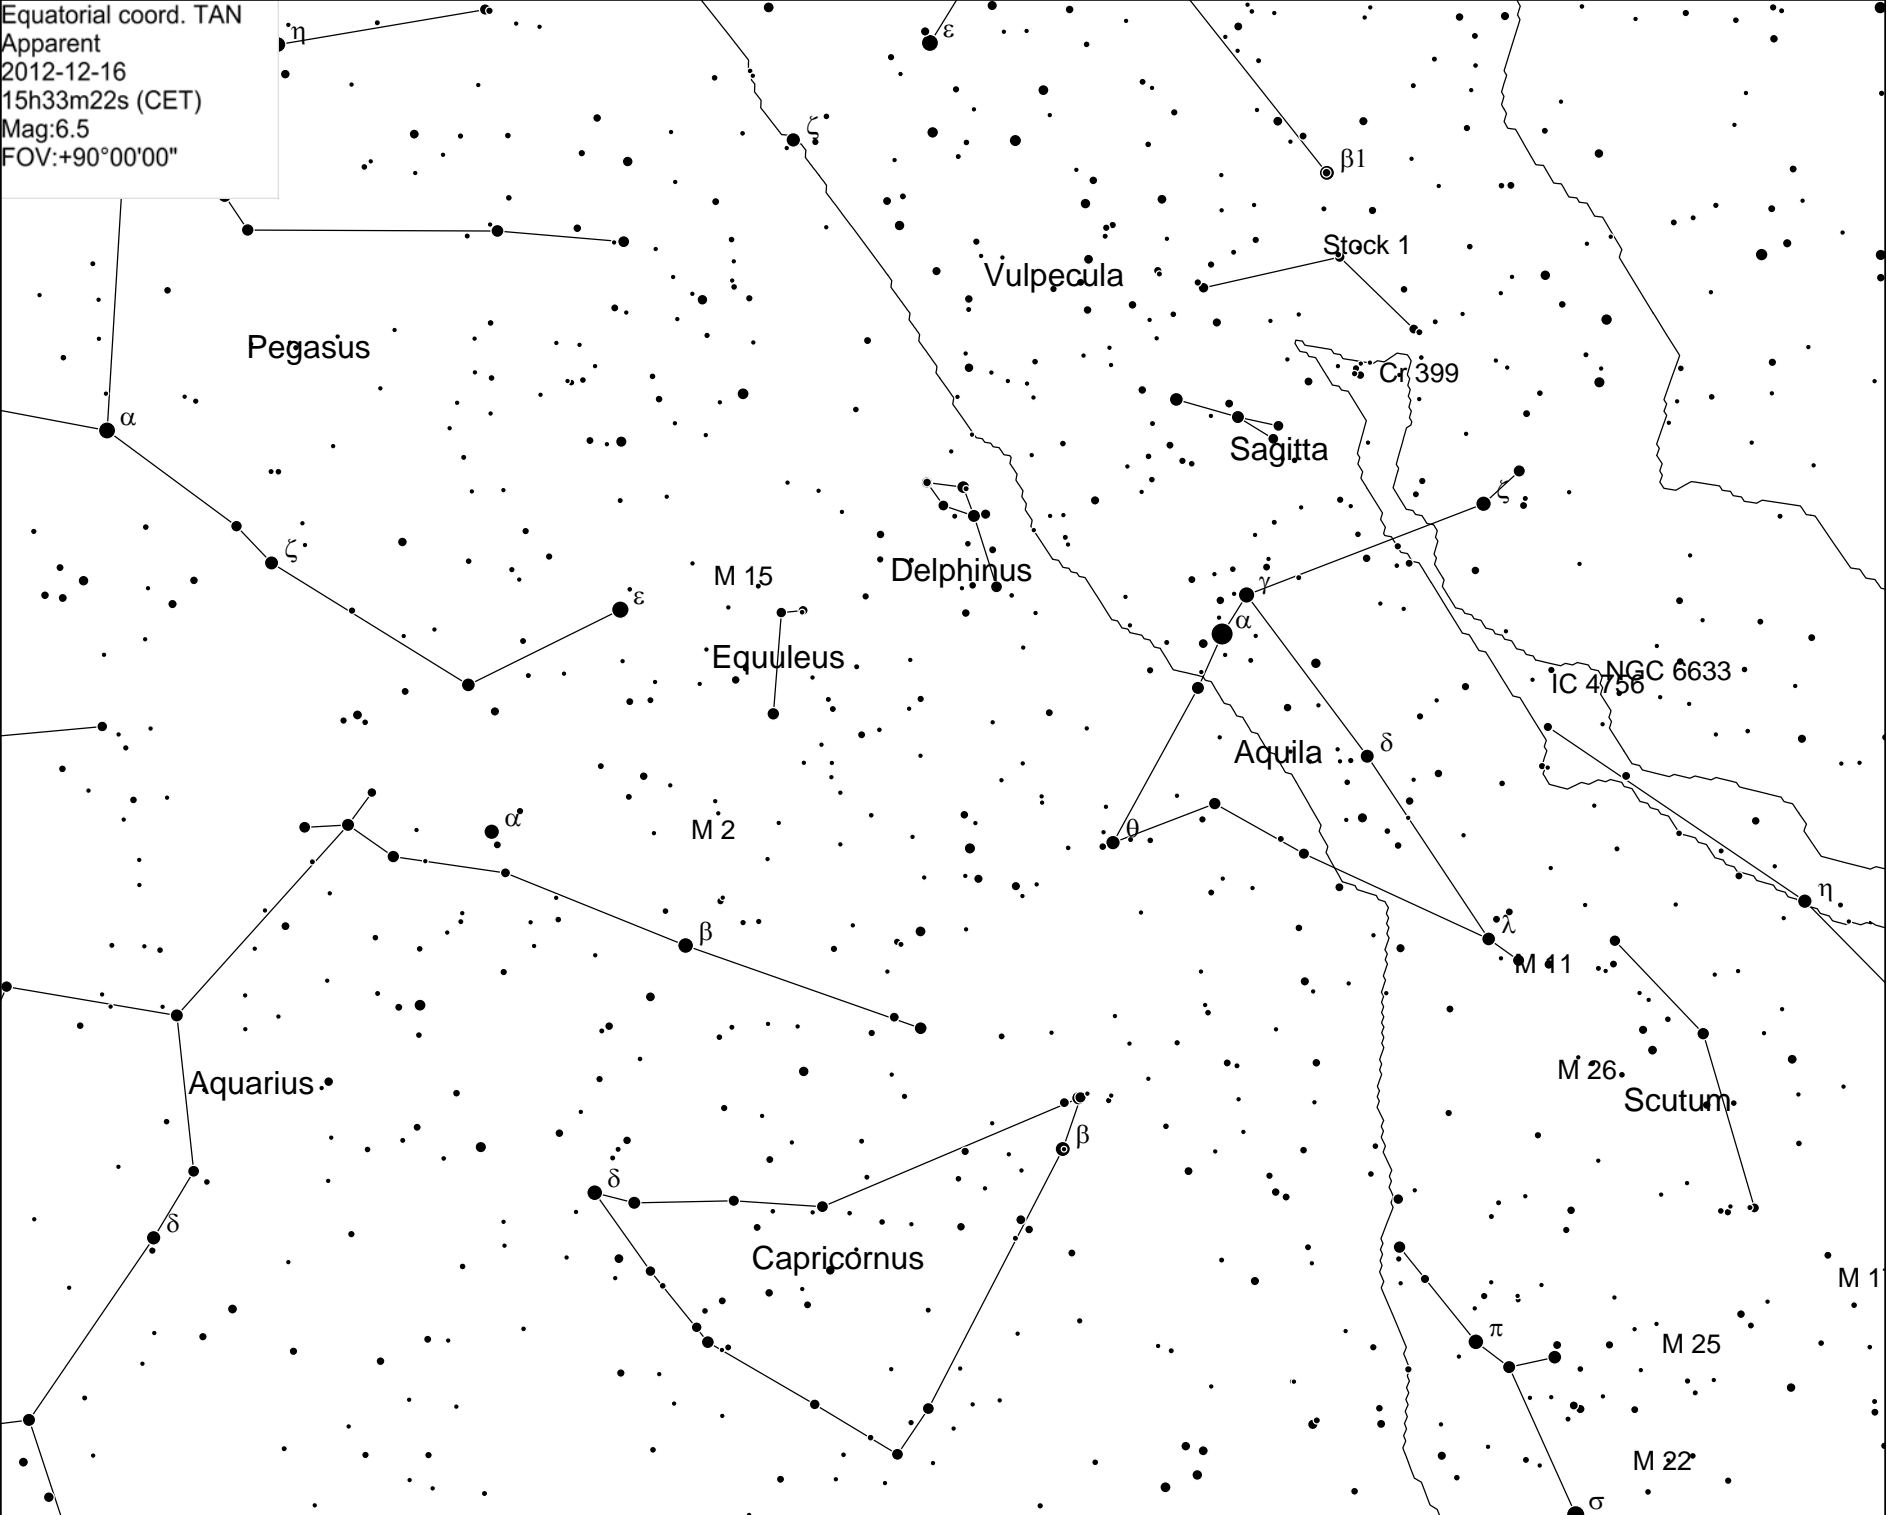 Equatorial coord. TAN
Apparent
2012-12-16
15h33m22s (CET)
Mag:6.5
FOV:+90°00'00"
η
ε
ζ
β1
Stock 1
Vulpecula
Pegasus
Cr 399
α
Sagitta
ζ
ζ
M 15
Delphinus
γ
ε
α
Equuleus
NGC 6633
IC 4756
Aquila
δ
α
M 2
θ
η
β
λ
M 11
Aquarius
M 26
Scutum
β
δ
δ
Capricornus
M 1
π
M 25
M 22
σ